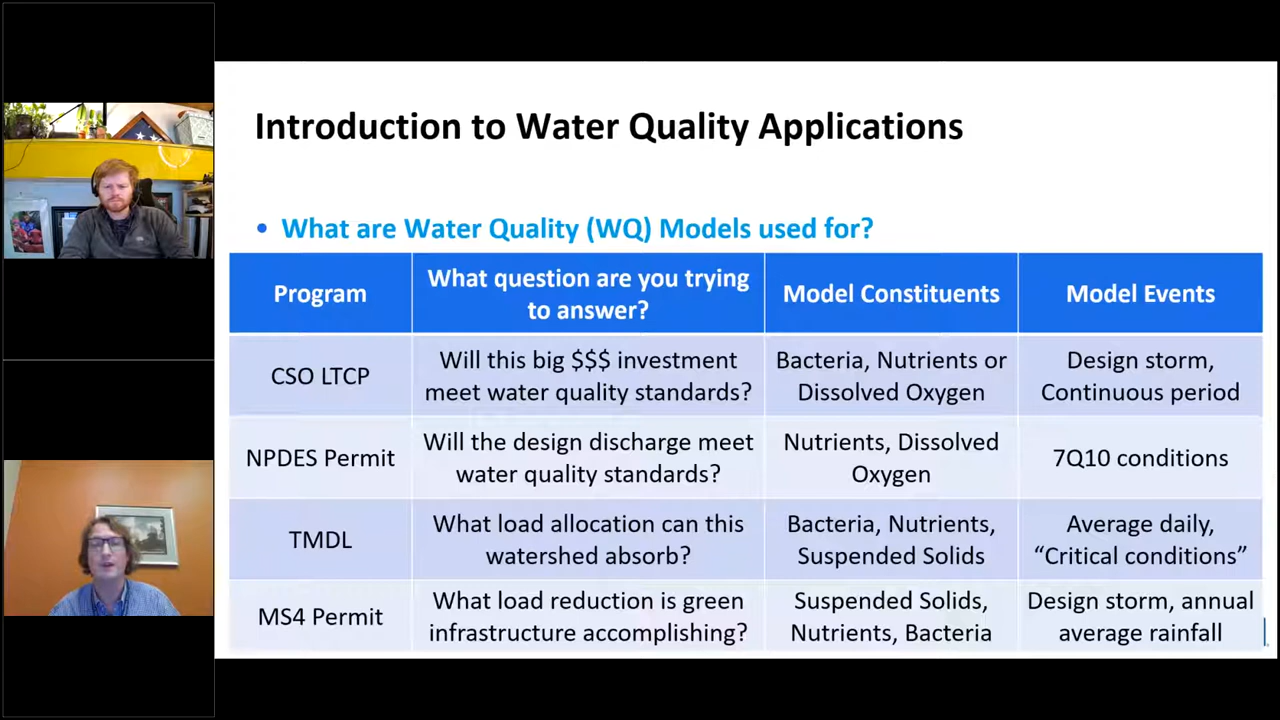 Introduction to Water Quality Applications
• What are Water Quality (WQ) Models used for?
Program
What question are you trying
to answer?
Model Constituents
Model Events
CSO LTCP
Will this big $$$ investment
meet water quality standards?
Bacteria, Nutrients or
Dissolved Oxygen
Design storm,
Continuous period
NPDES Permit
Will the design discharge meet
water quality standards?
Nutrients, Dissolved
Oxygen
7Q10 conditions
TMDL
What load allocation can this
watershed absorb?
Bacteria, Nutrients,
Suspended Solids
Average daily,
“Critical conditions”
MS4 Permit
What load reduction is green
infrastructure accomplishing?
Suspended Solids,
Nutrients, Bacteria
Design storm, annual
average rainfall